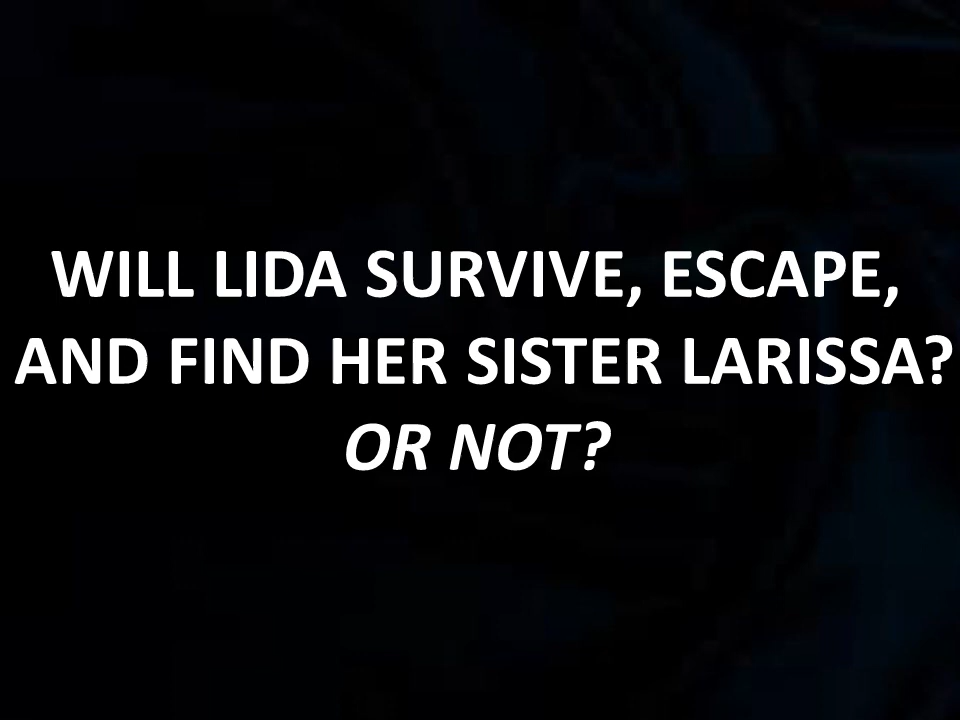 WILL LIDA SURVIVE, ESCAPE,
AND FIND HER SISTER LARISSA?
OR NOT?